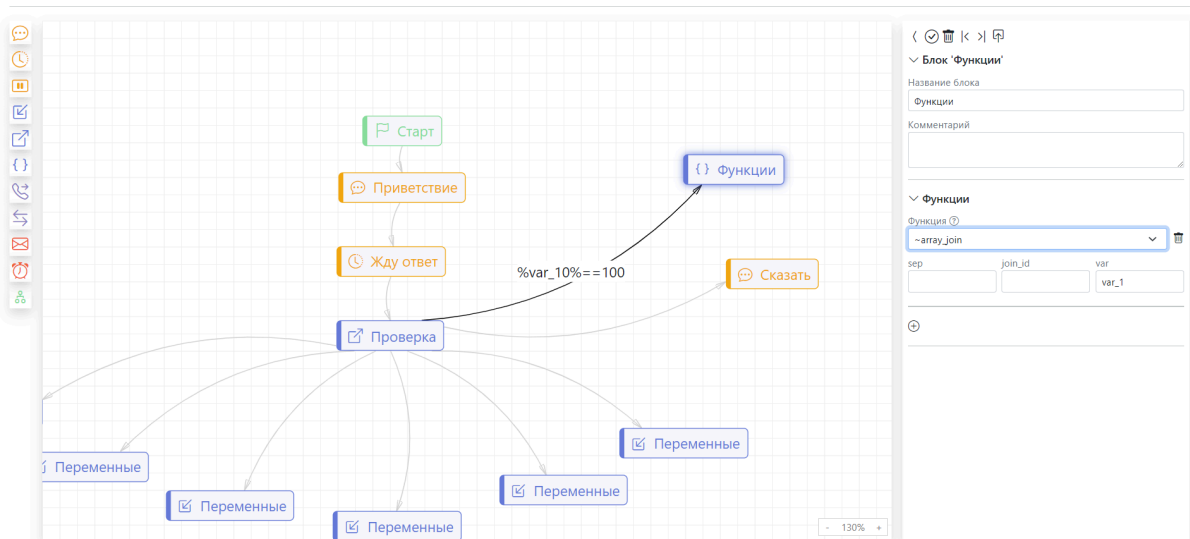 Старт
Приветствие
Жду ответ
%var_10%==100
Функции
Сказать
Проверка
Переменные
Переменные
Переменные
Переменные
Переменные
- 130% +
Блок 'Функции'
Название блока
Функции
Комментарий
Функции
Функция
~array_join
sep join_id var
var_1